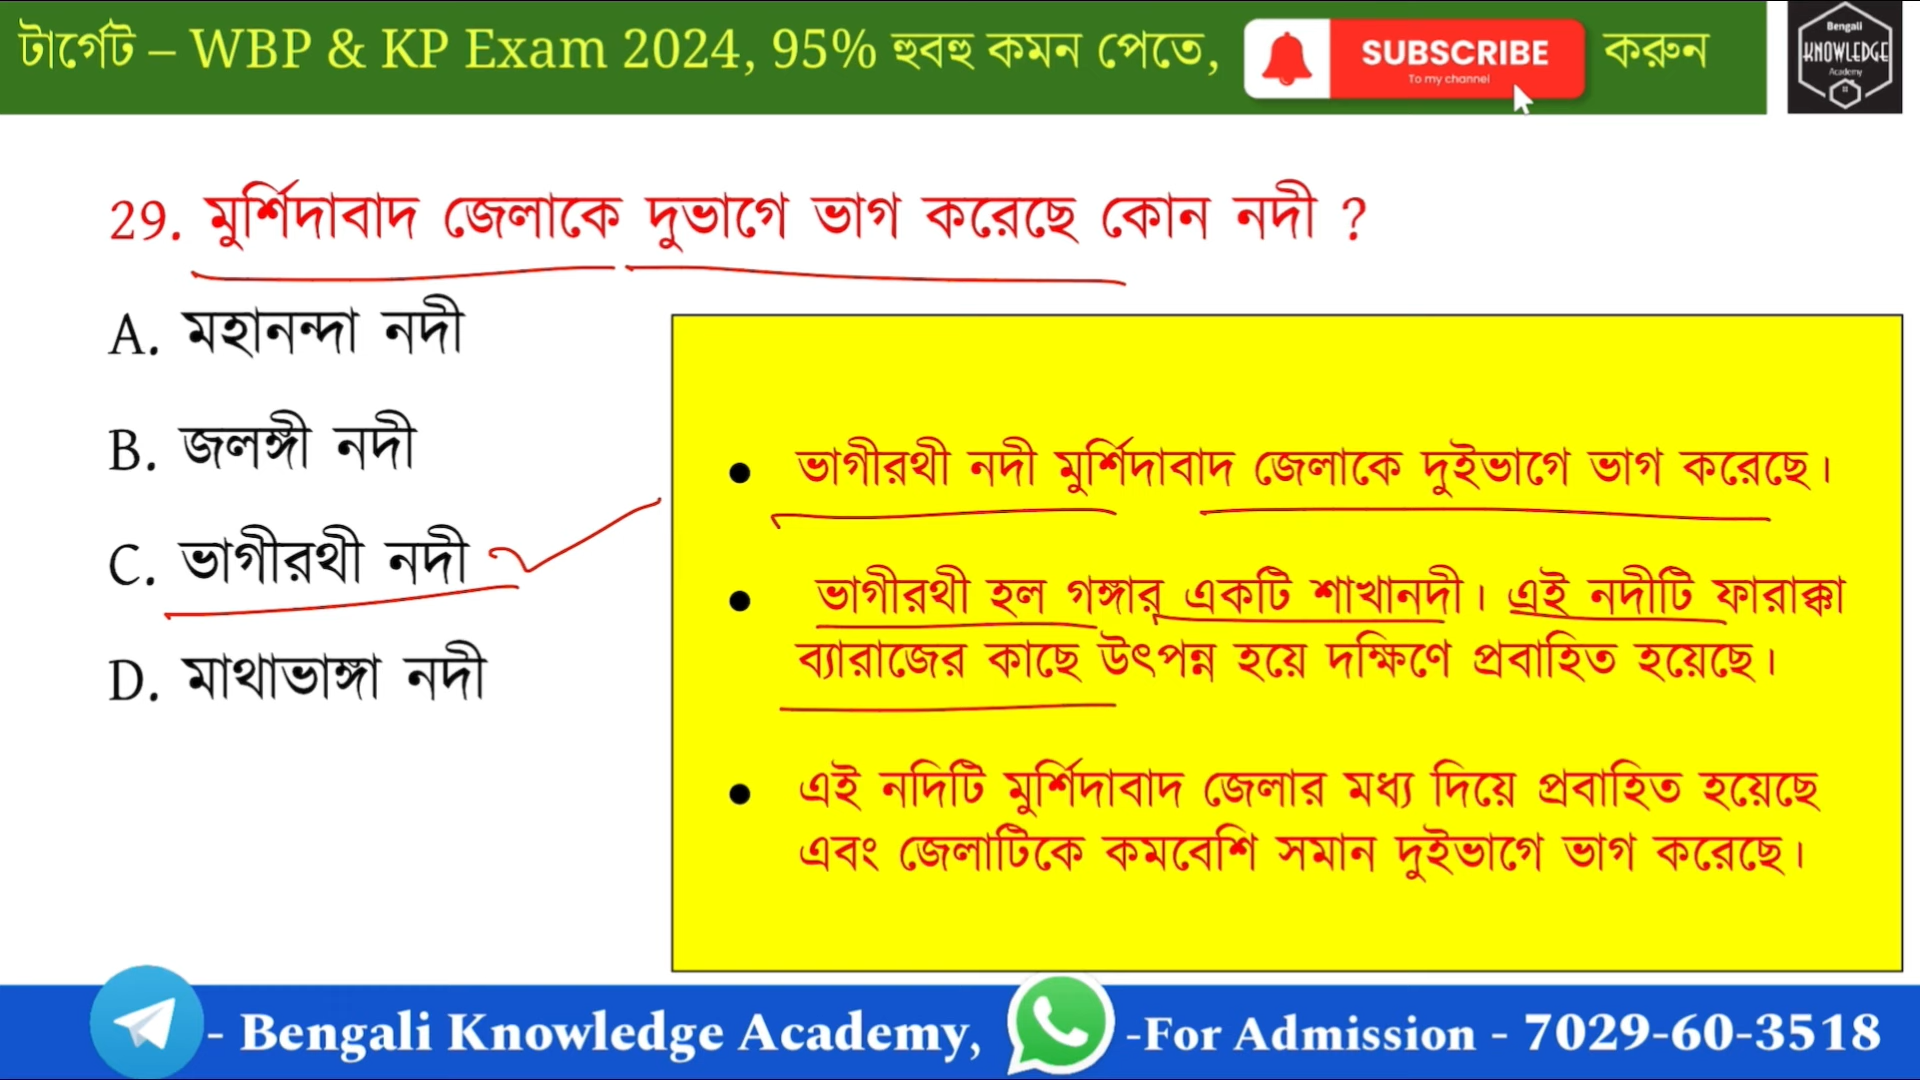 টার্গেট – WBP & KP Exam 2024, 95% হুবহু কমন পেতে, SUBSCRIBE করুন
To my channel
Bengali
KNOWLEDGE
Academy
29. মুর্শিদাবাদ জেলাকে দুভাগে ভাগ করেছে কোন নদী ?
A. মহানন্দা নদী
B. জলঙ্গী নদী
C. ভাগীরথী নদী
D. মাথাভাঙ্গা নদী
• ভাগীরথী নদী মুর্শিদাবাদ জেলাকে দুইভাগে ভাগ করেছে।
• ভাগীরথী হল গঙ্গার একটি শাখানদী। এই নদীটি ফারাক্কা
ব্যারাজের কাছে উৎপন্ন হয়ে দক্ষিণে প্রবাহিত হয়েছে।
• এই নদিটি মুর্শিদাবাদ জেলার মধ্য দিয়ে প্রবাহিত হয়েছে
এবং জেলাটিকে কমবেশি সমান দুইভাগে ভাগ করেছে।
- Bengali Knowledge Academy, -For Admission - 7029-60-3518